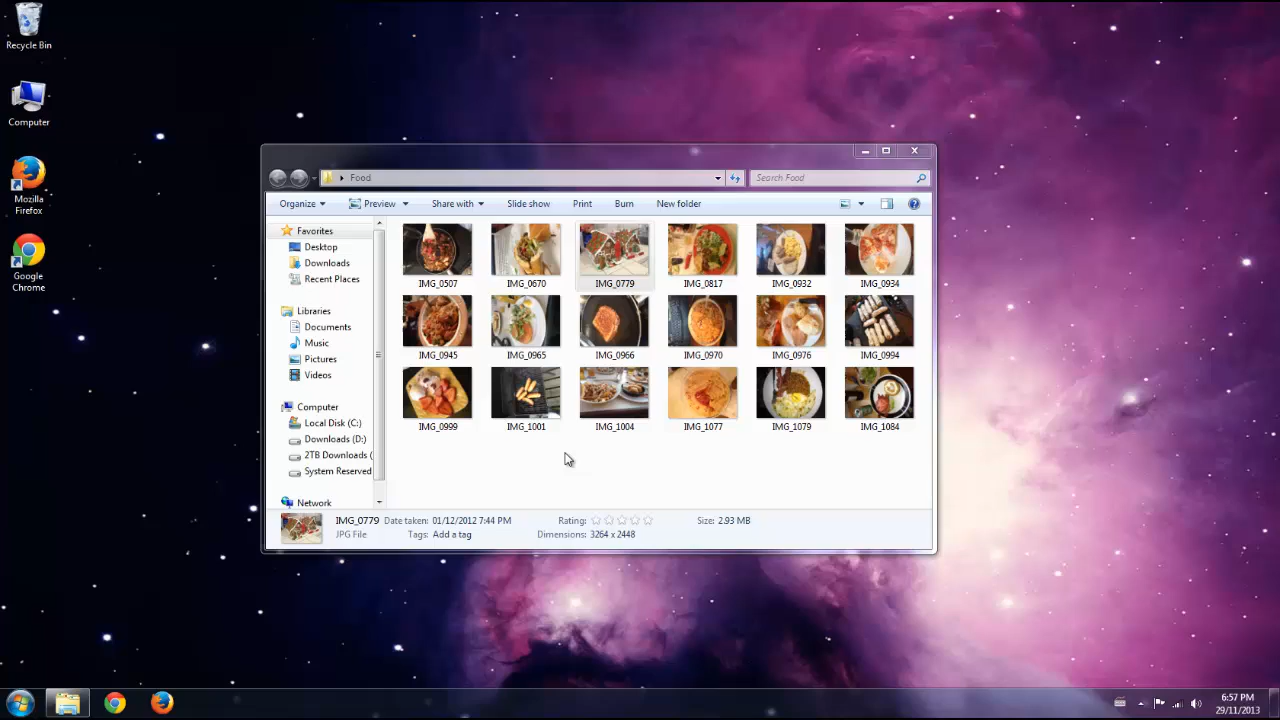 Recycle Bin
Computer
Mozilla
Firefox
Google
Chrome
Food
Search Food
Organize Preview Share with Slide show Print Burn New folder
Favorites
Desktop
Downloads
Recent Places
Libraries
Documents
Music
Pictures
Videos
Computer
Local Disk (C:)
Downloads (D:)
2TB Downloads (
System Reserved
Network
IMG_0507 IMG_0670 IMG_0779 IMG_0817 IMG_0932 IMG_0934
IMG_0945 IMG_0965 IMG_0966 IMG_0970 IMG_0976 IMG_0994
IMG_0999 IMG_1001 IMG_1004 IMG_1077 IMG_1079 IMG_1084
IMG_0779 Date taken: 01/12/2012 7:44 PM Rating: Size: 2.93 MB
JPG File Tags: Add a tag Dimensions: 3264 x 2448
6:57 PM
29/11/2013